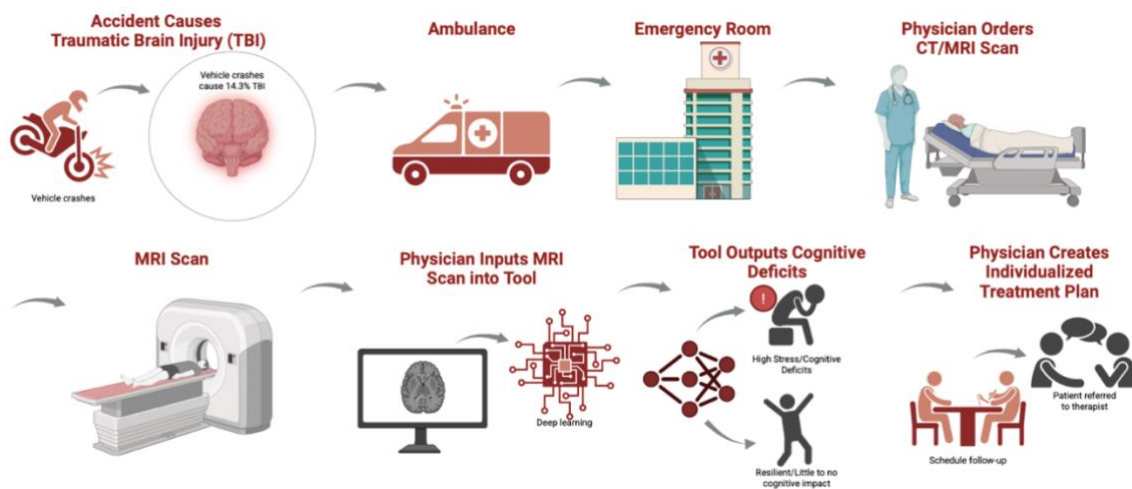 Accident Causes
Traumatic Brain Injury (TBI)
Vehicle crashes
cause 14.3% TBI
Vehicle crashes
Ambulance
Emergency Room
Physician Orders
CT/MRI Scan
MRI Scan
Physician Inputs MRI
Scan into Tool
Deep learning
Tool Outputs Cognitive
Deficits
!
High Stress/Cognitive
Deficits
Resilient/Little to no
cognitive impact
Physician Creates
Individualized
Treatment Plan
Patient referred
to therapist
Schedule follow-up